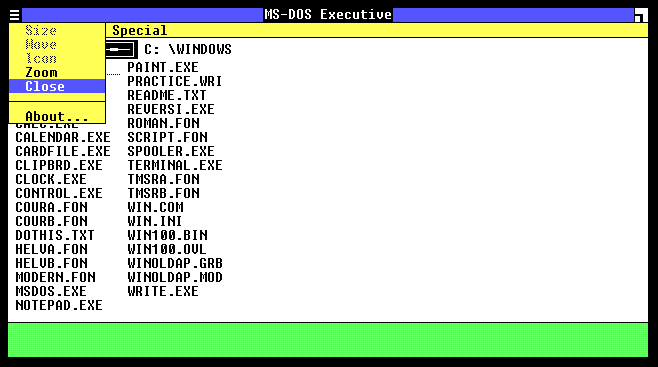 MS-DOS Executive
Special
Size
Move
Icon
Zoom
Close
About...
C: \WINDOWS
CALC.EXE
CALENDAR.EXE
CARDFILE.EXE
CLIPBRD.EXE
CLOCK.EXE
CONTROL.EXE
COURA.FON
COURB.FON
DOTHIS.TXT
HELVA.FON
HELVB.FON
MODERN.FON
MSDOS.EXE
NOTEPAD.EXE
PAINT.EXE
PRACTICE.WRI
README.TXT
REVERSI.EXE
ROMAN.FON
SCRIPT.FON
SPOOLER.EXE
TERMINAL.EXE
TMSRA.FON
TMSRB.FON
WIN.COM
WIN.INI
WIN100.BIN
WIN100.OVL
WINOLDAP.GRB
WINOLDAP.MOD
WRITE.EXE